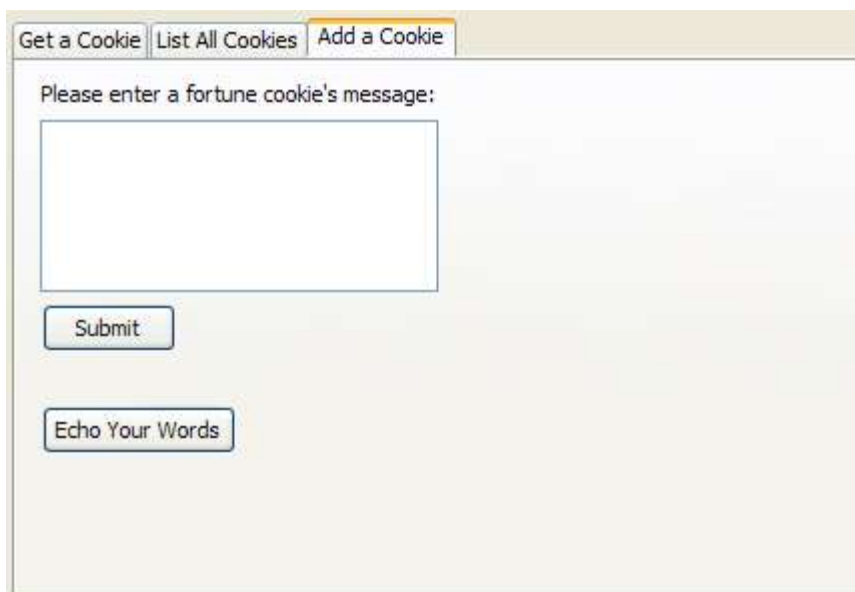 Get a Cookie List All Cookies Add a Cookie
Please enter a fortune cookie's message:
Submit
Echo Your Words